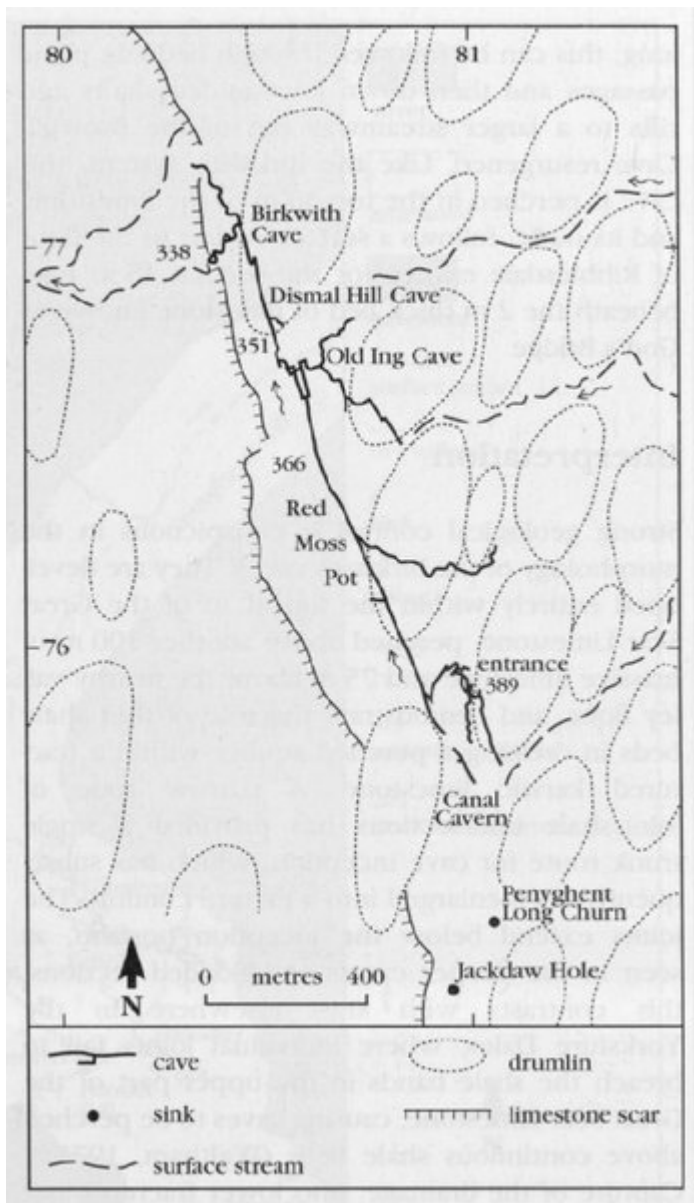 80
81
Birkwith
Cave
77
338
Dismal Hill Cave
351
Old Ing Cave
366
Red
Moss
Pot
76
entrance
389
Canal
Cavern
Penyghent
Long Churn
Jackdaw Hole
0 metres 400
N
cave
drumlin
sink
limestone scar
surface stream